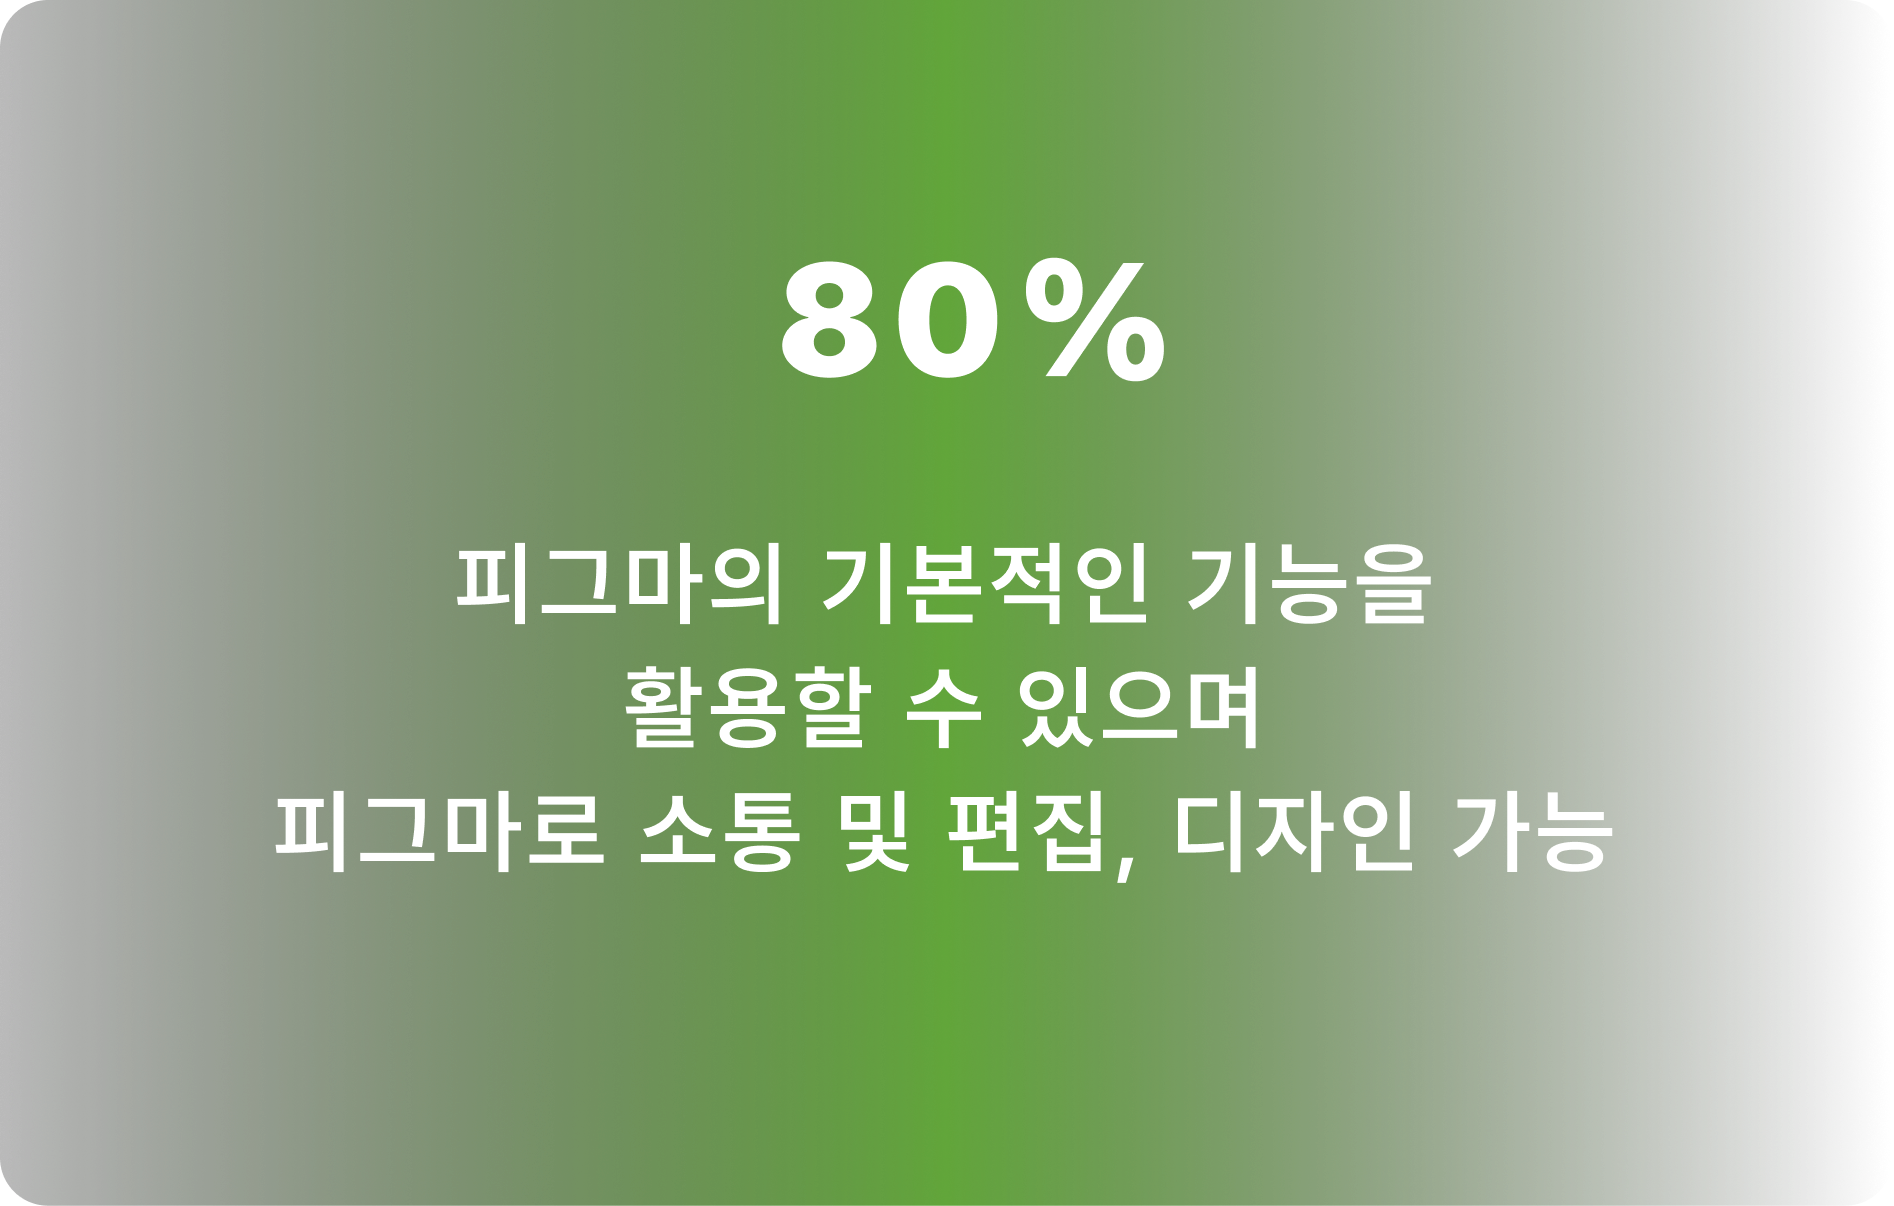 80%
피그마의 기본적인 기능을
활용할 수 있으며
피그마로 소통 및 편집, 디자인 가능